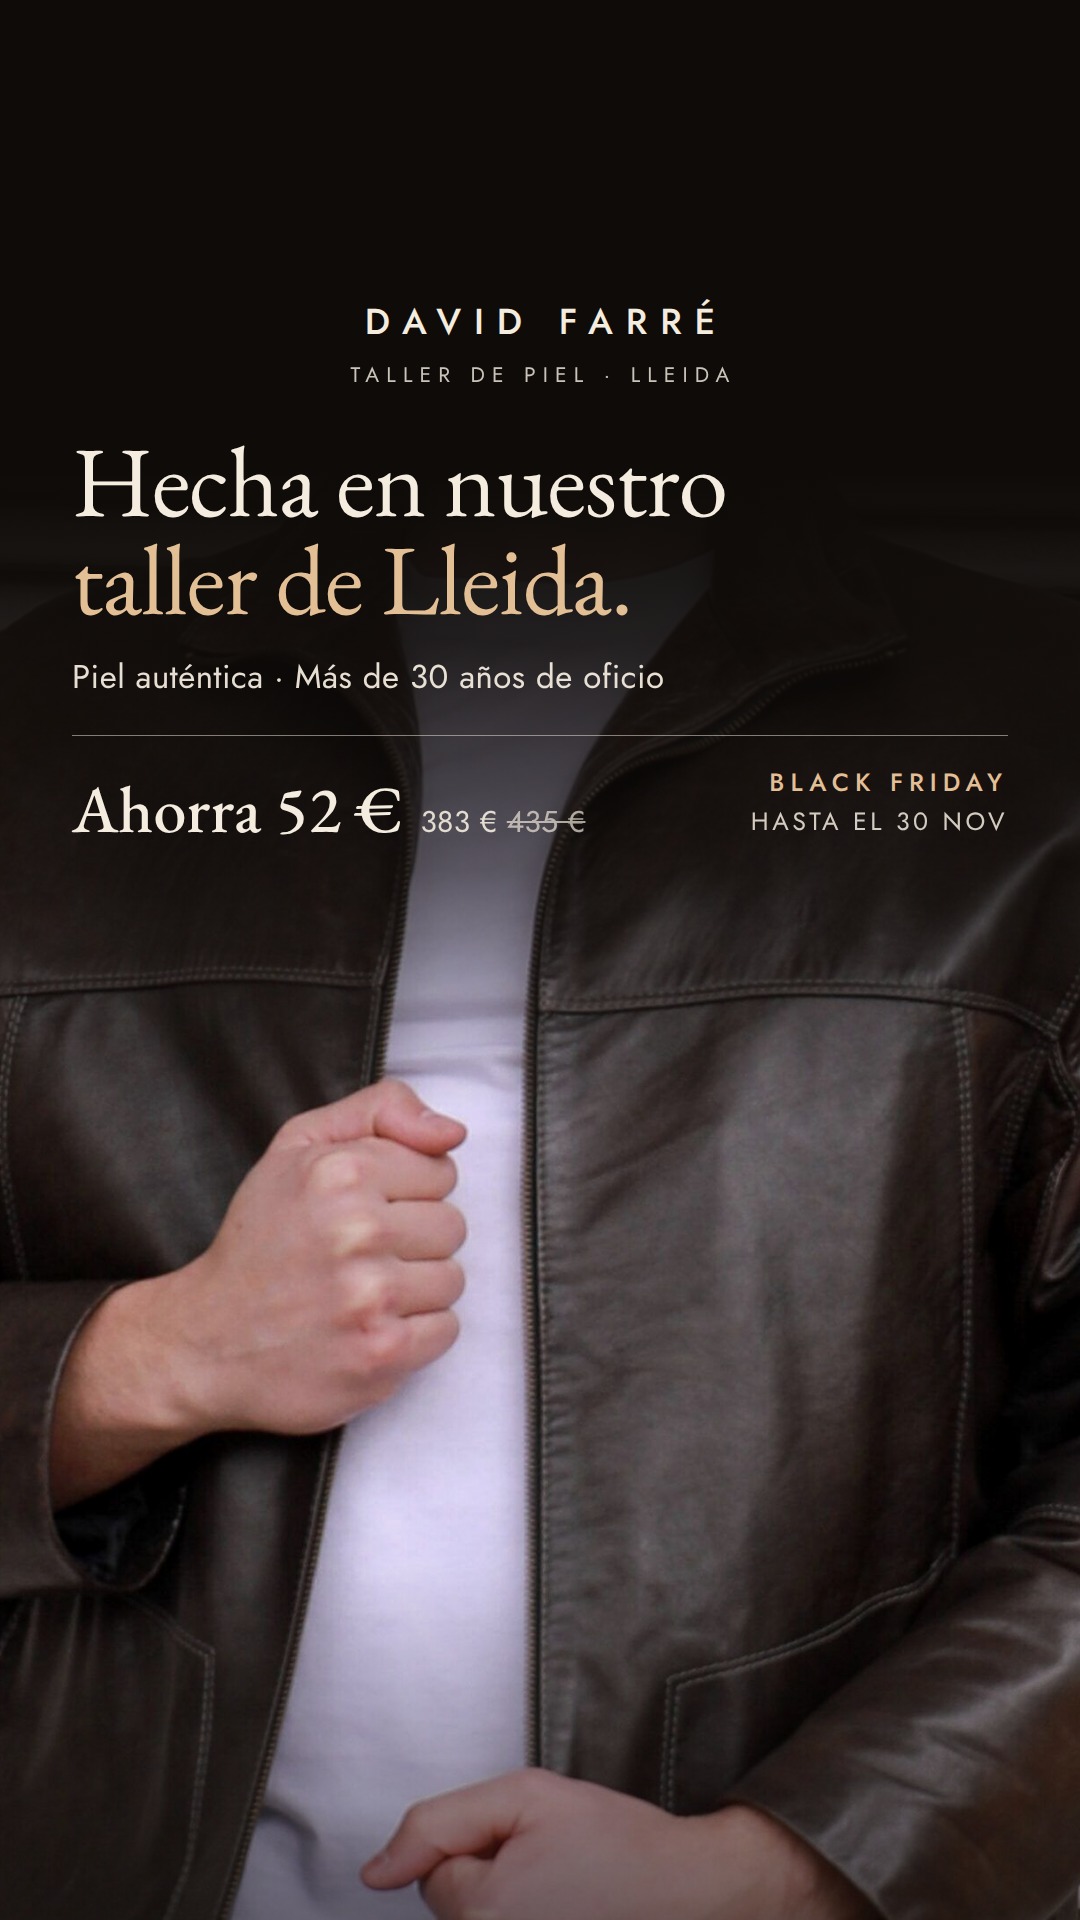 DAVID FARRÉ
TALLER DE PIEL · LLEIDA
Hecha en nuestro
taller de Lleida.
Piel auténtica · Más de 30 años de oficio
Ahorra 52 € 383 € 435 €
BLACK FRIDAY
HASTA EL 30 NOV